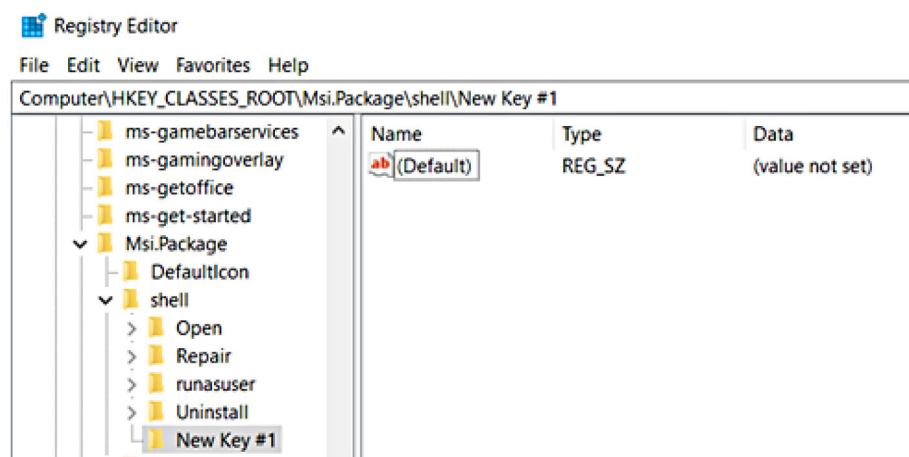 Registry Editor
File Edit View Favorites Help
Computer\HKEY_CLASSES_ROOT\Msi.Package\shell\New Key #1
ms-gamebarservices
ms-gamingoverlay
ms-getoffice
ms-get-started
Msi.Package
DefaultIcon
shell
Open
Repair
runasuser
Uninstall
New Key #1
Name Type Data
ab (Default) REG_SZ (value not set)